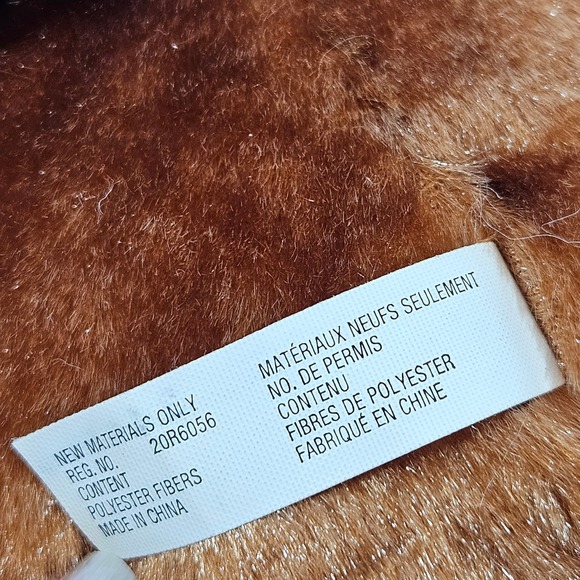 NEW MATERIALS ONLY
REG. NO. 20R6056
CONTENT
POLYESTER FIBERS
MADE IN CHINA
MATÉRIAUX NEUFS SEULEMENT
NO. DE PERMIS
CONTENU
FIBRES DE POLYESTER
FABRIQUÉ EN CHINE